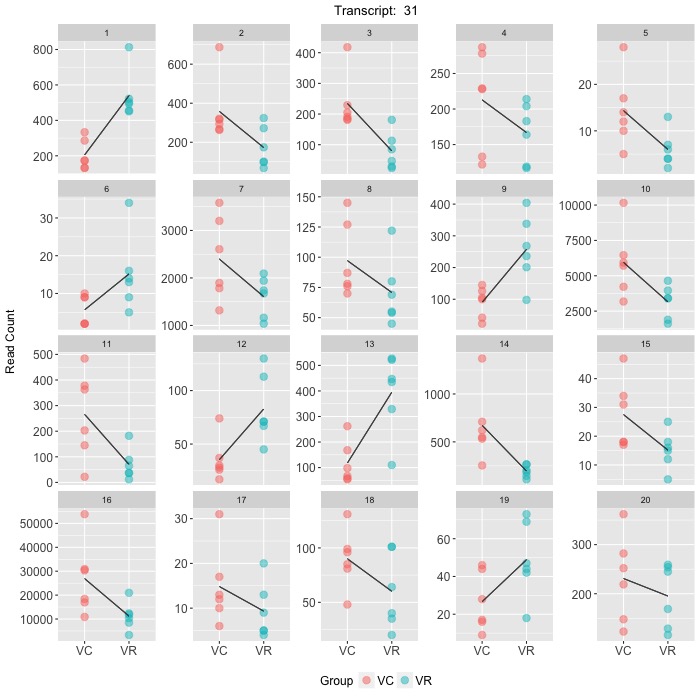 Transcript: 31
1 2 3 4 5
800 600 400 200
600 400 200
400 300 200 100
250 200 150
20 10
6 7 8 9 10
30 20 10
3000 2000 1000
150 125 100 75 50
400 300 200 100
10000 7500 5000 2500
Read Count
11 12 13 14 15
500 400 300 200 100 0
100 50
500 400 300 200 100
1000 500
40 30 20 10
16 17 18 19 20
50000 40000 30000 20000 10000
30 20 10
100 50
60 40 20
300 200
VC VR VC VR VC VR VC VR VC VR
Group VC VR